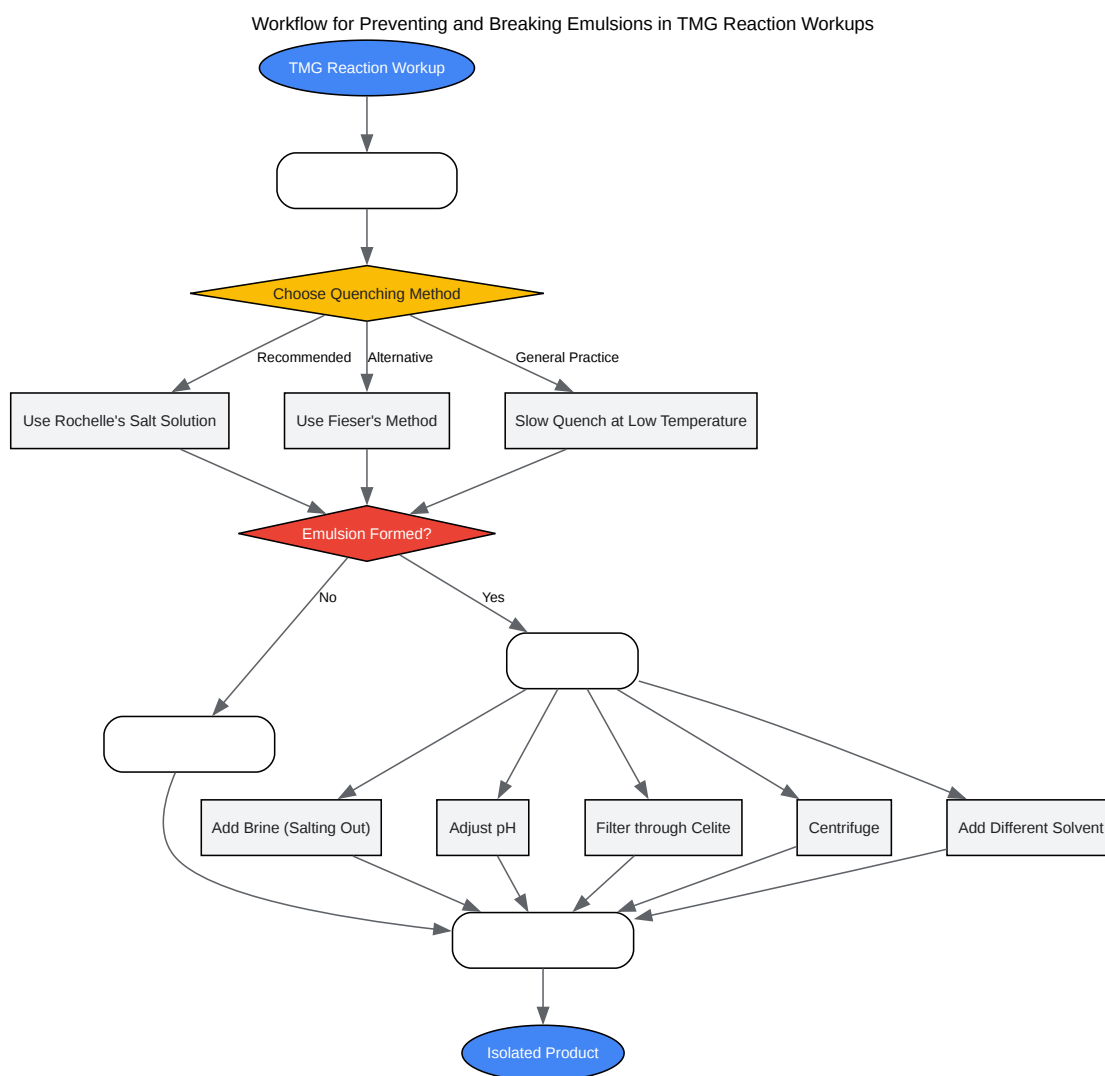 Workflow for Preventing and Breaking Emulsions in TMG Reaction Workups
TMG Reaction Workup
Choose Quenching Method
Recommended
Alternative
General Practice
Use Rochelle's Salt Solution
Use Fieser's Method
Slow Quench at Low Temperature
Emulsion Formed?
No
Yes
Add Brine (Salting Out)
Adjust pH
Filter through Celite
Centrifuge
Add Different Solvent
Isolated Product